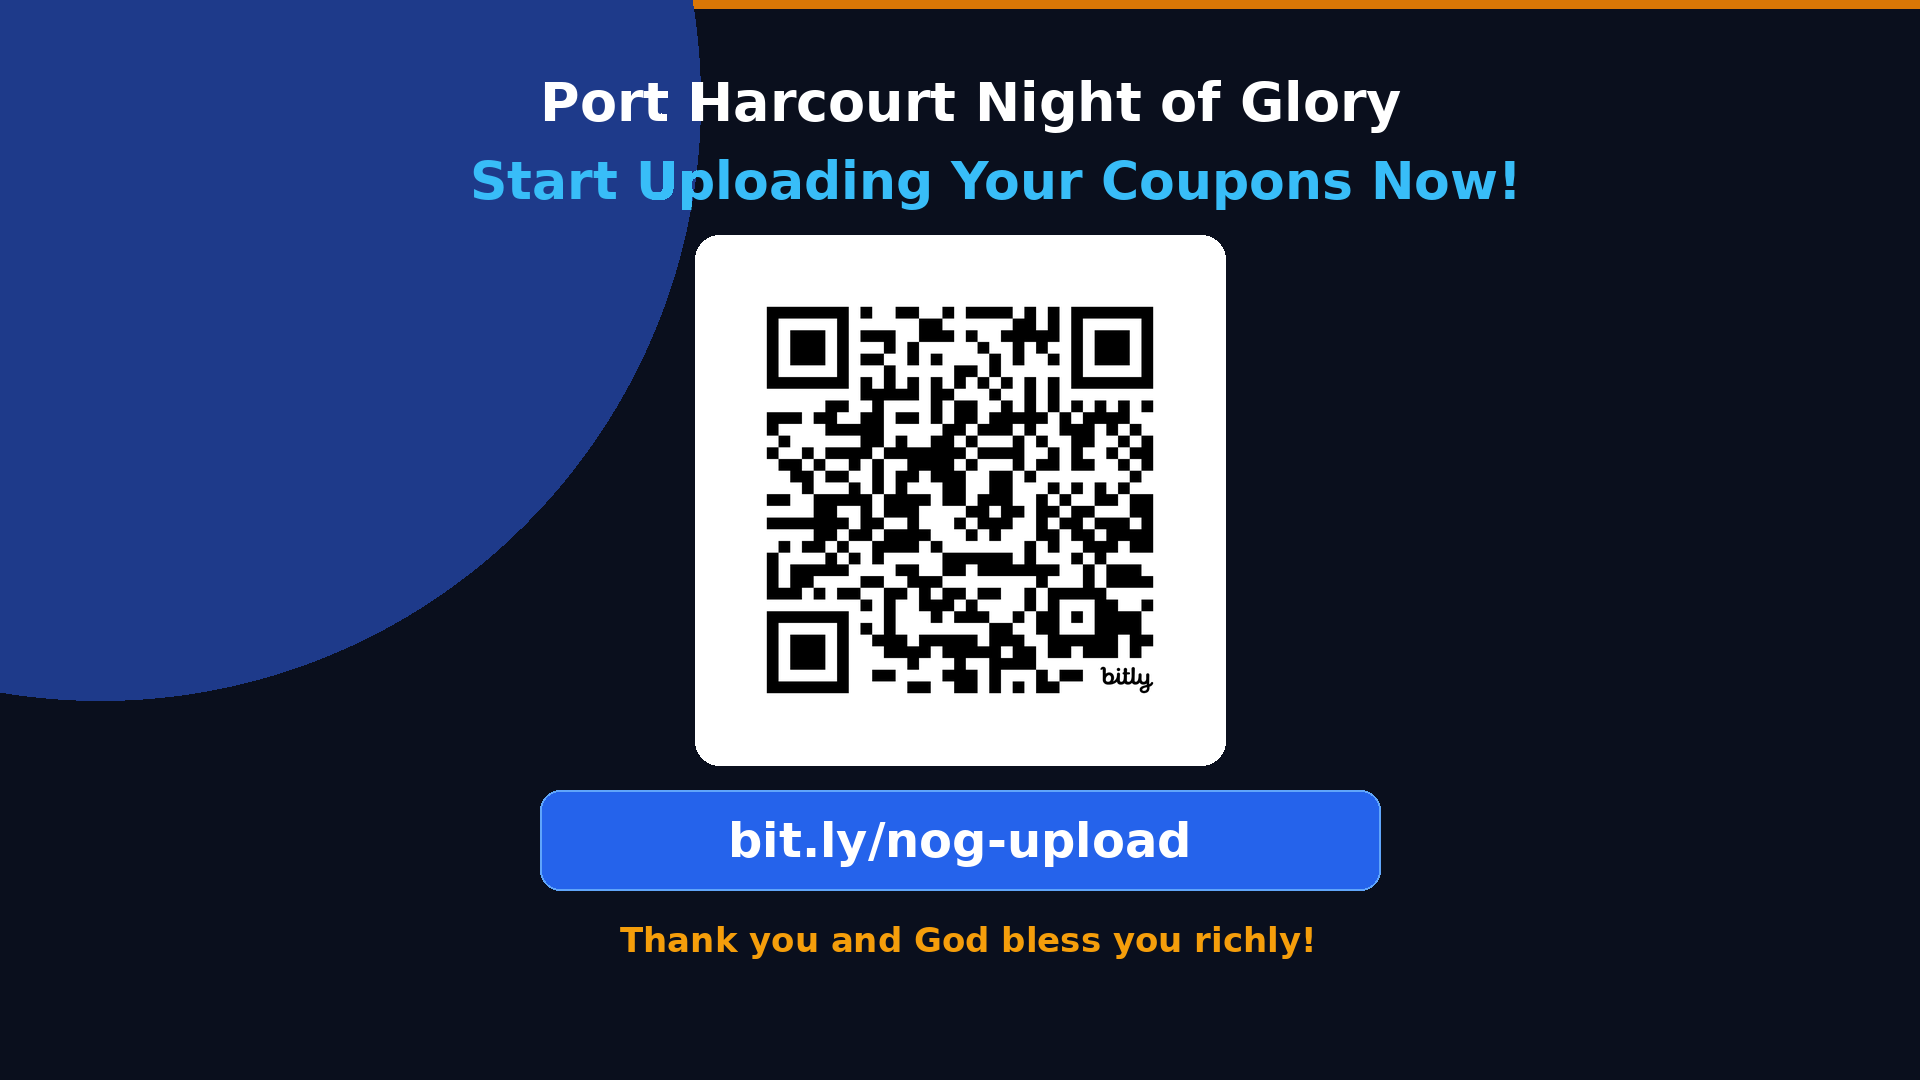 Port Harcourt Night of Glory
Start Uploading Your Coupons Now!
bitly
bit.ly/nog-upload
Thank you and God bless you richly!